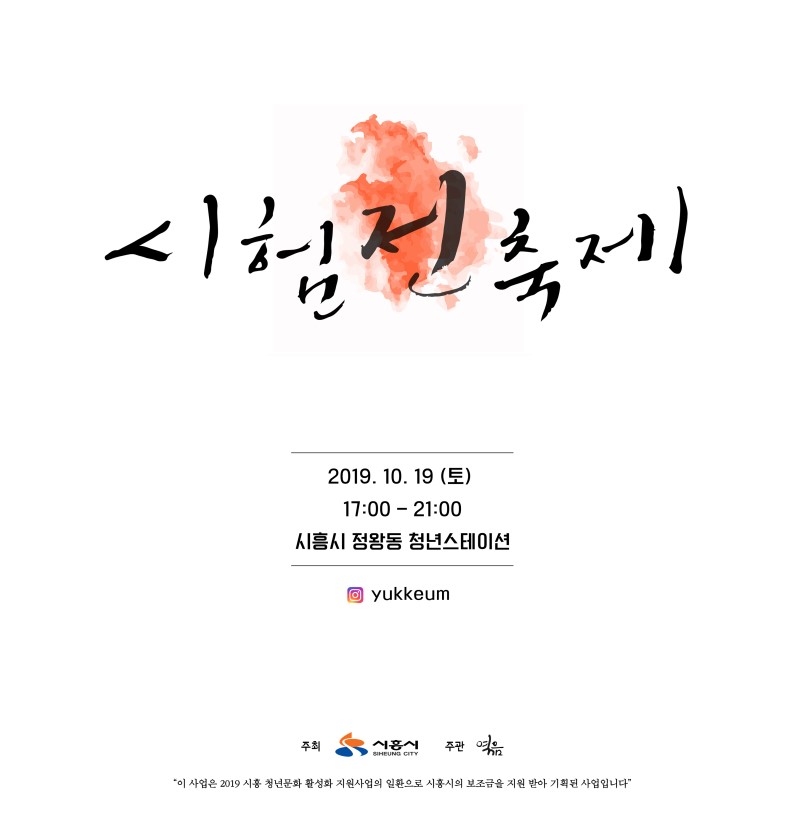 시험전축제
2019. 10. 19 (토)
17:00 – 21:00
시흥시 정왕동 청년스테이션
yukkeum
주최 시흥시 SIHEUNG CITY 주관 엮음
“이 사업은 2019 시흥 청년문화 활성화 지원사업의 일환으로 시흥시의 보조금을 지원 받아 기획된 사업입니다”